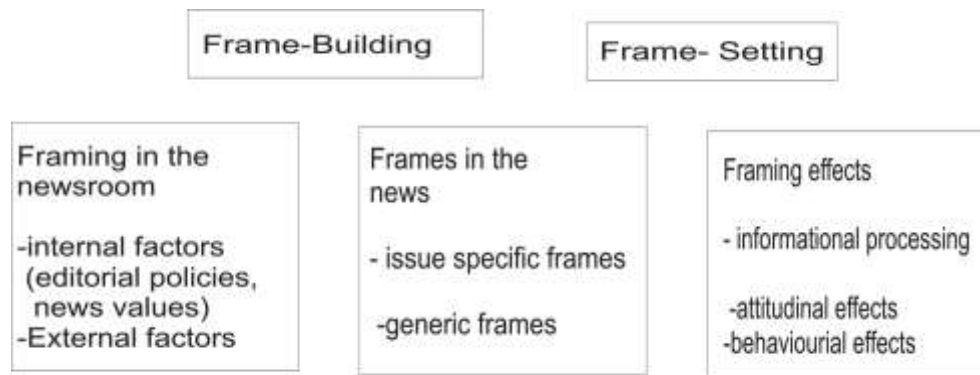 Frame-Building
Frame- Setting
Framing in the
newsroom
-internal factors
(editorial policies,
news values)
-External factors
Frames in the
news
- issue specific frames
-generic frames
Framing effects
- informational processing
-attitudinal effects
-behaviourial effects